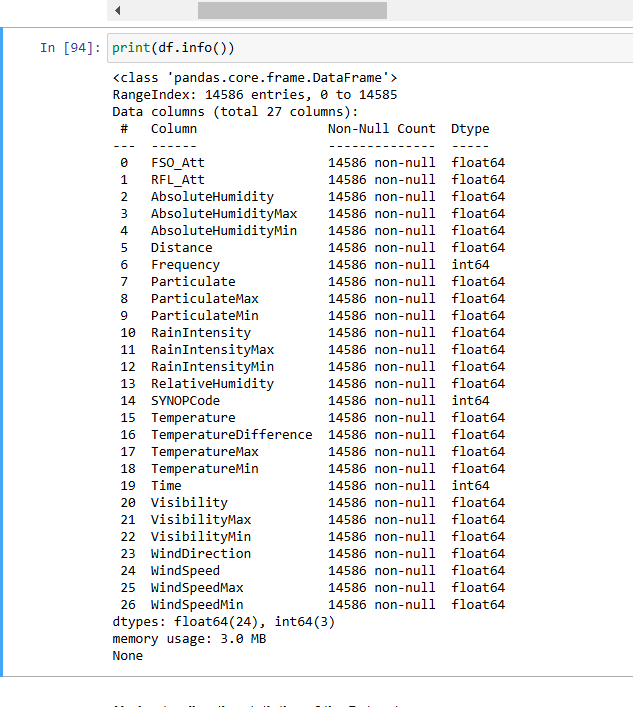 In [94]: print(df.info())
<class 'pandas.core.frame.DataFrame'>
RangeIndex: 14586 entries, 0 to 14585
Data columns (total 27 columns):
 #   Column                 Non-Null Count  Dtype
---  ------                 --------------  -----
 0   FSO_Att                14586 non-null  float64
 1   RFL_Att                14586 non-null  float64
 2   AbsoluteHumidity       14586 non-null  float64
 3   AbsoluteHumidityMax    14586 non-null  float64
 4   AbsoluteHumidityMin    14586 non-null  float64
 5   Distance               14586 non-null  float64
 6   Frequency              14586 non-null  int64
 7   Particulate            14586 non-null  float64
 8   ParticulateMax         14586 non-null  float64
 9   ParticulateMin         14586 non-null  float64
 10  RainIntensity          14586 non-null  float64
 11  RainIntensityMax       14586 non-null  float64
 12  RainIntensityMin       14586 non-null  float64
 13  RelativeHumidity       14586 non-null  float64
 14  SYNOPCode              14586 non-null  int64
 15  Temperature            14586 non-null  float64
 16  TemperatureDifference  14586 non-null  float64
 17  TemperatureMax         14586 non-null  float64
 18  TemperatureMin         14586 non-null  float64
 19  Time                   14586 non-null  int64
 20  Visibility             14586 non-null  float64
 21  VisibilityMax          14586 non-null  float64
 22  VisibilityMin          14586 non-null  float64
 23  WindDirection          14586 non-null  float64
 24  WindSpeed              14586 non-null  float64
 25  WindSpeedMax           14586 non-null  float64
 26  WindSpeedMin           14586 non-null  float64
dtypes: float64(24), int64(3)
memory usage: 3.0 MB
None